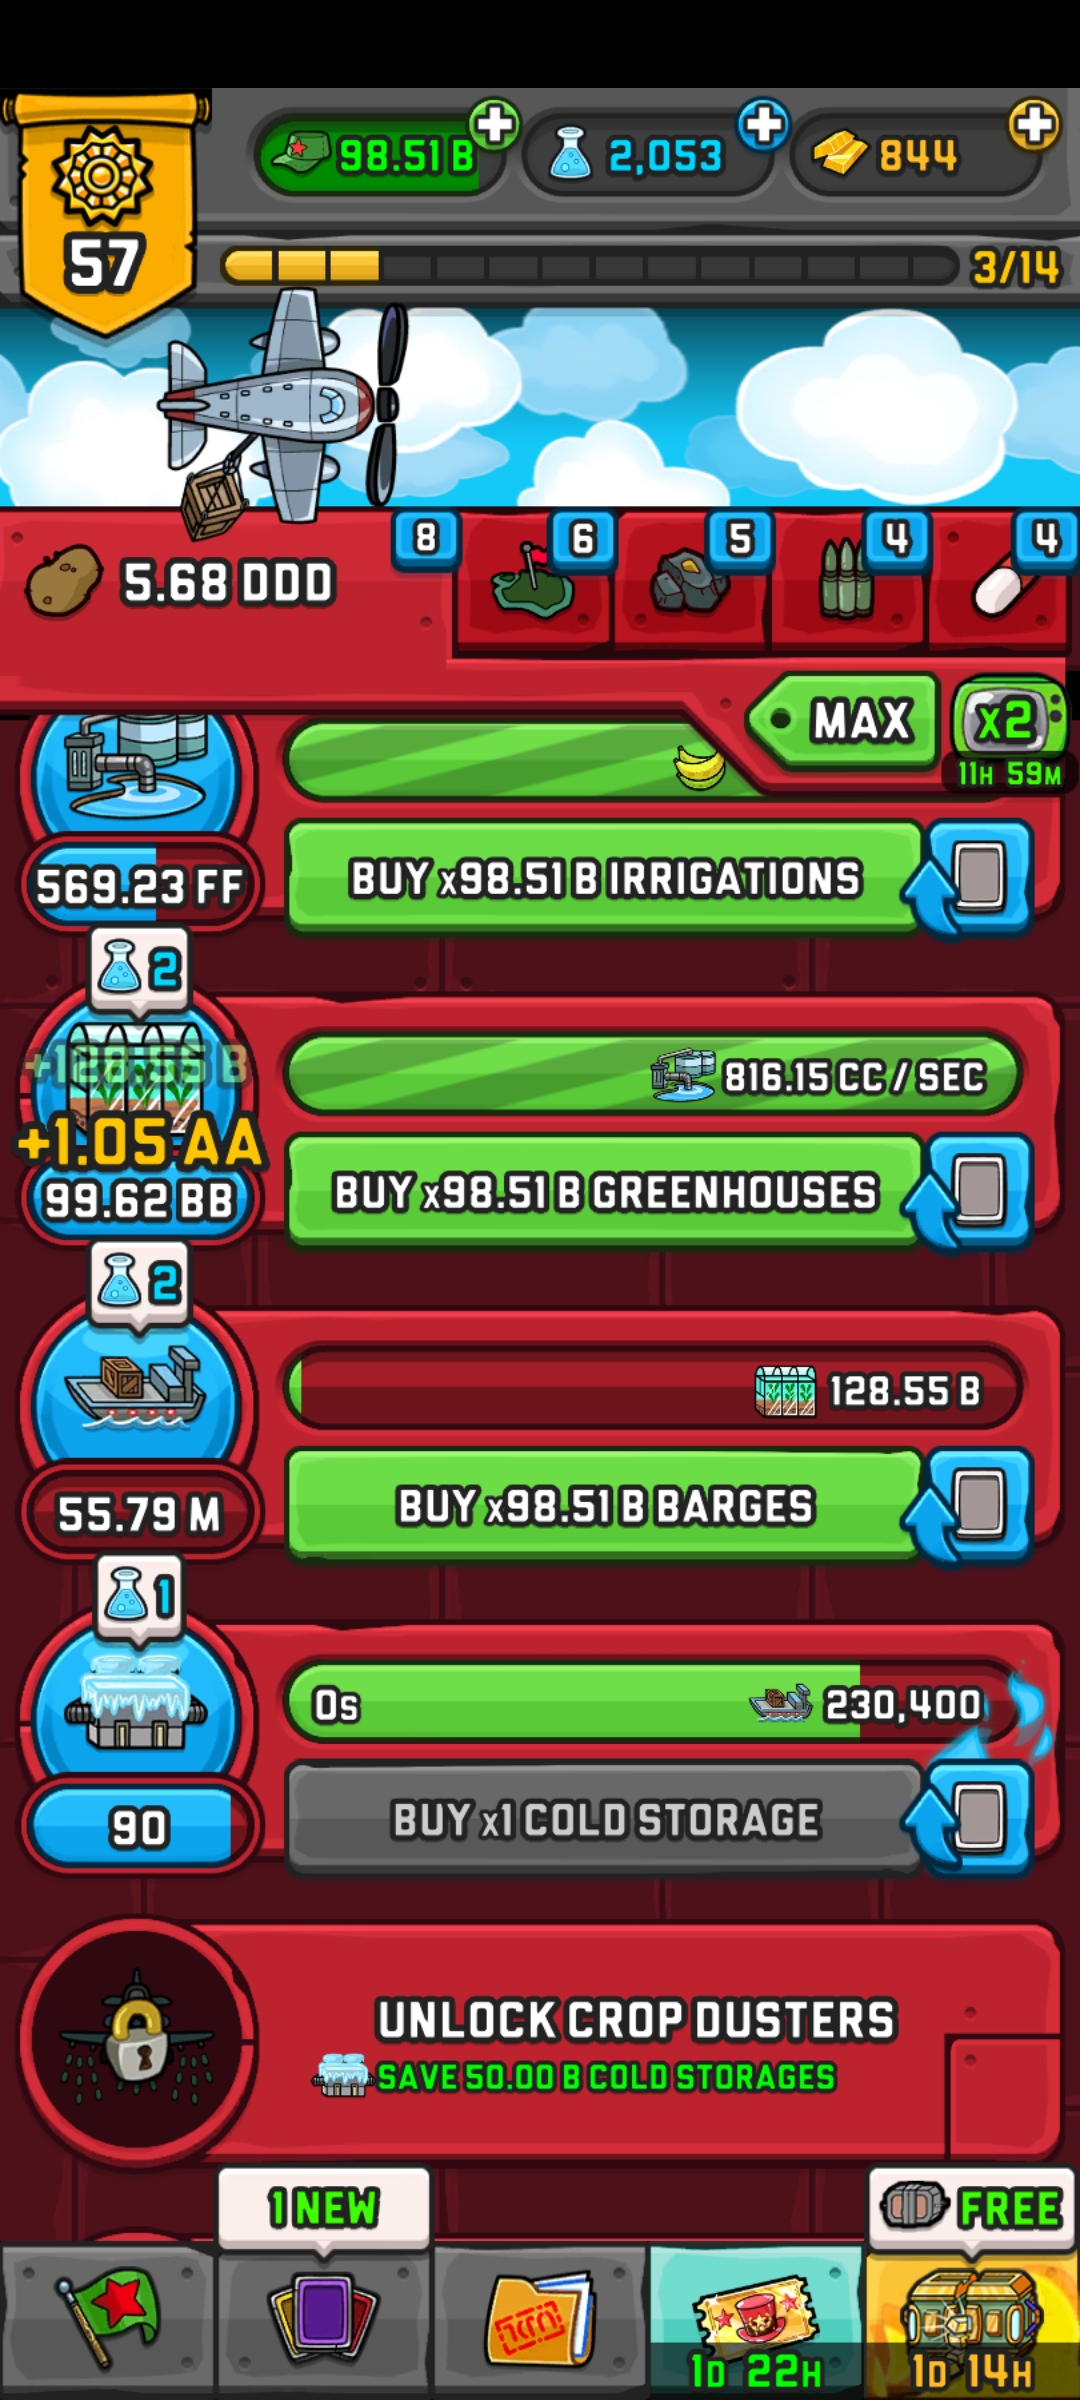 98.51 B
2,053
844
57
3/14
5.68 DDD
8
6
5
4
4
MAX
x2
11H 59M
569.23 FF
BUY x98.51 B IRRIGATIONS
2
+128.55 B
816.15 CC / SEC
+1.05 AA
99.62 BB
BUY x98.51 B GREENHOUSES
2
128.55 B
55.79 M
BUY x98.51 B BARGES
1
0s
230,400
90
BUY x1 COLD STORAGE
UNLOCK CROP DUSTERS
SAVE 50.00 B COLD STORAGES
1 NEW
FREE
1D 22H
1D 14H